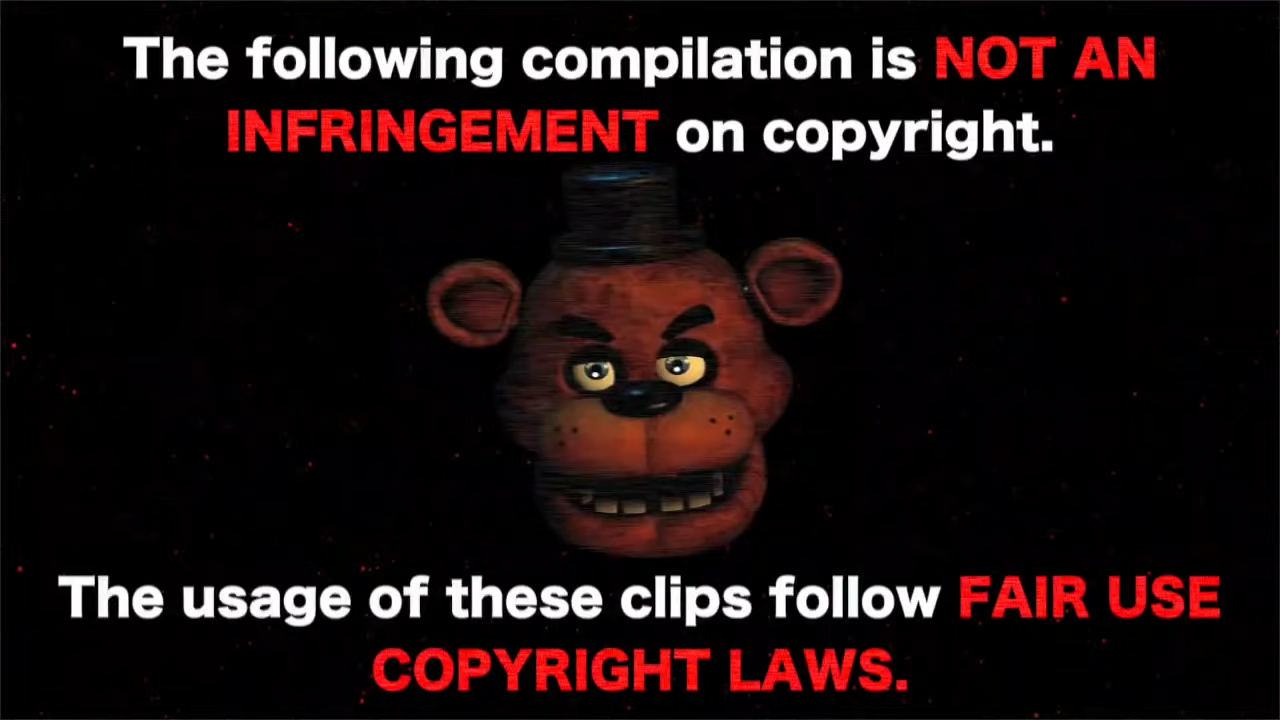 The following compilation is NOT AN
INFRINGEMENT on copyright.
The usage of these clips follow FAIR USE
COPYRIGHT LAWS.